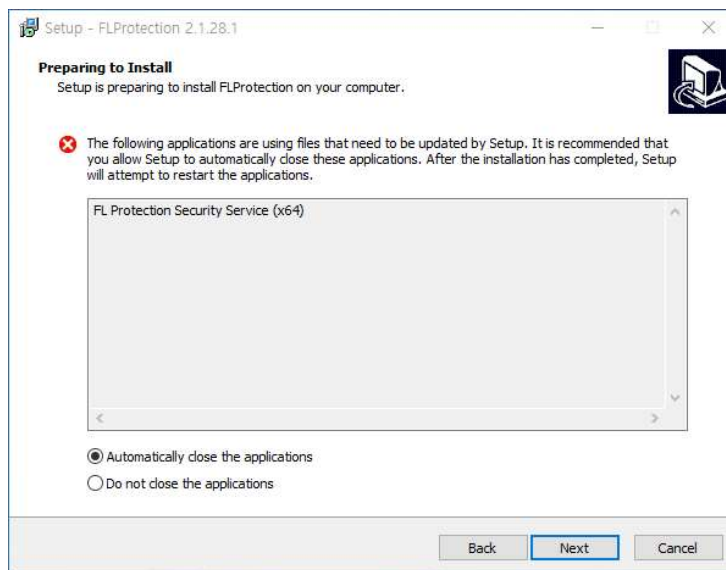 Setup - FLProtection 2.1.28.1
Preparing to Install
Setup is preparing to install FLProtection on your computer.
The following applications are using files that need to be updated by Setup. It is recommended that
you allow Setup to automatically close these applications. After the installation has completed, Setup
will attempt to restart the applications.
FL Protection Security Service (x64)
Automatically close the applications
Do not close the applications
Back Next Cancel